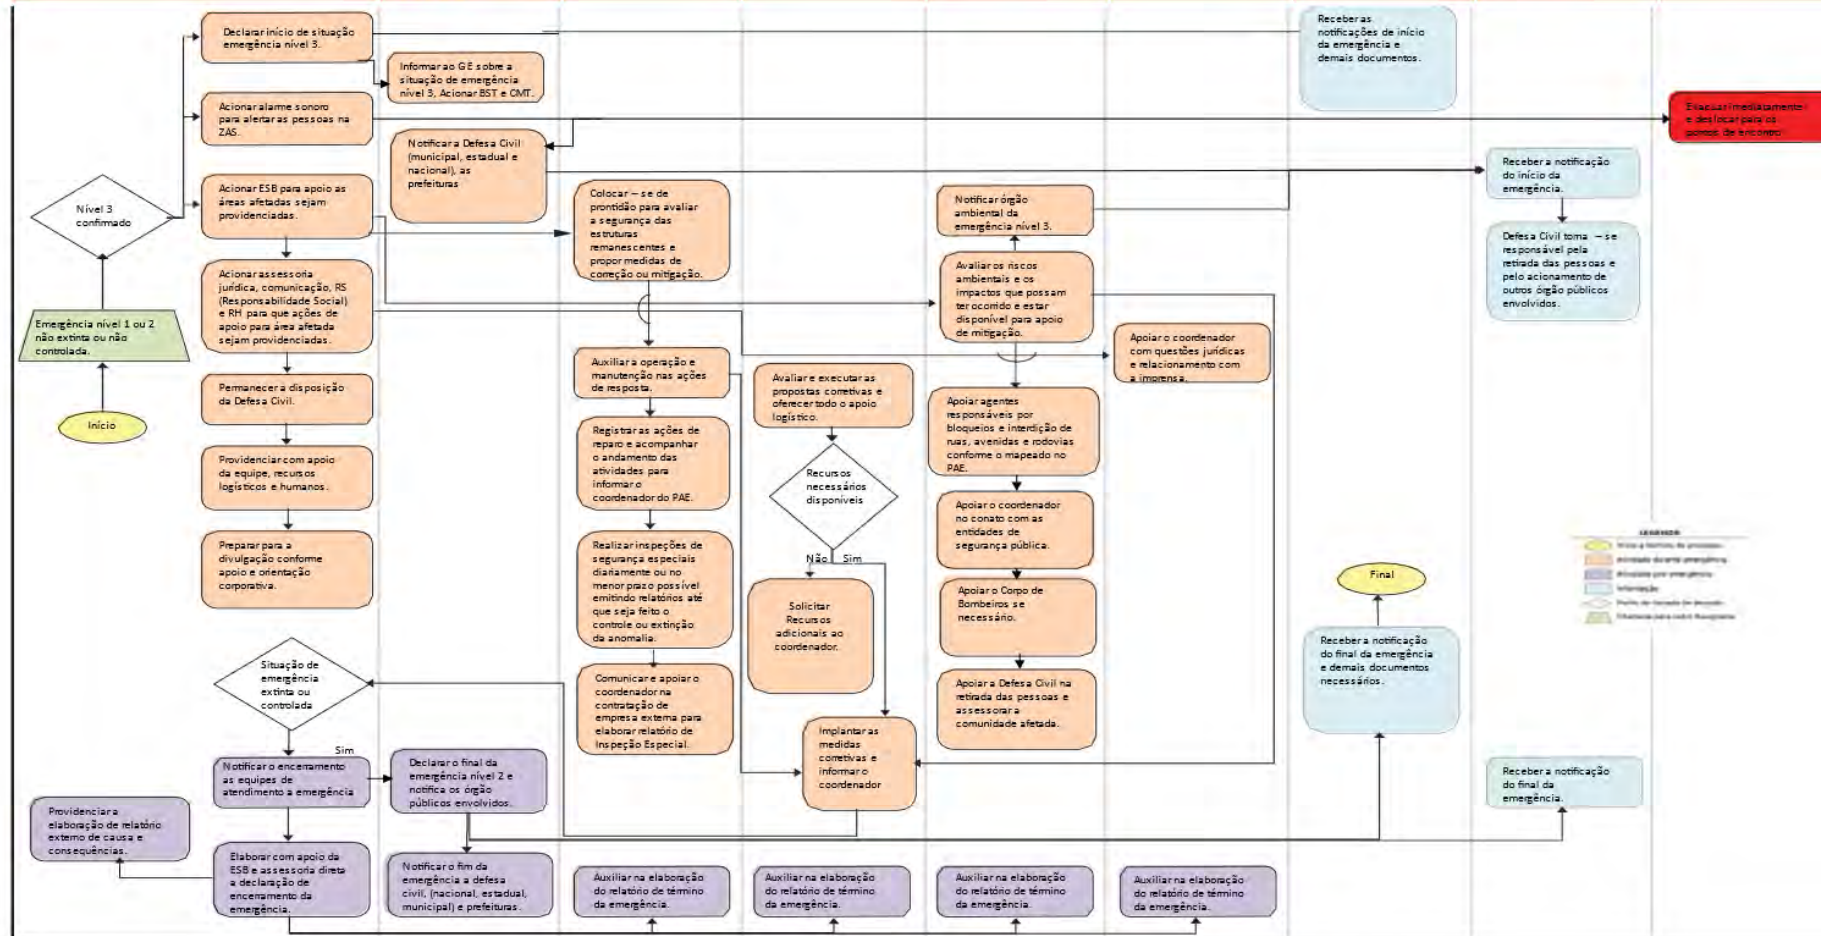 Declarar início de situação
emergência nível 3.
Receber as
notificações de início
da emergência e
demais documentos.
Informar ao GE sobre a
situação de emergência
nível 3, Acionar BST e CMT.
Acionar alarme sonoro
para alertar as pessoas na
ZAS.
Evacuar imediatamente
e deslocar para os
pontos de encontro
Notificar a Defesa Civil
(municipal, estadual e
nacional), as
prefeituras
Receber a notificação
do início da
emergência.
Nível 3
confirmado
Acionar ESB para apoio as
áreas afetadas sejam
providenciadas.
Colocar – se de
prontidão para avaliar
a segurança das
estruturas
remanescentes e
propor medidas de
correção ou mitigação.
Notificar órgão
ambiental da
emergência nível 3.
Defesa Civil torna – se
responsável pela
retirada das pessoas e
pelo acionamento de
outros órgão públicos
envolvidos.
Acionar assessoria
jurídica, comunicação, RS
(Responsabilidade Social)
e RH para que ações de
apoio para área afetada
sejam providenciadas.
Avaliar os riscos
ambientais e os
impactos que possam
ter ocorrido e estar
disponível para apoio
de mitigação.
Emergência nível 1 ou 2
não extinta ou não
controlada.
Apoiar o coordenador
com questões jurídicas
e relacionamento com
a imprensa.
Auxiliar a operação e
manutenção nas ações
de resposta.
Avaliar e executar as
propostas corretivas e
oferecer todo o apoio
logístico.
Permanecer a disposição
da Defesa Civil.
Início
Apoiar agentes
responsáveis por
bloqueios e interdição de
ruas, avenidas e rodovias
conforme o mapeado no
PAE.
Registrar as ações de
reparo e acompanhar
o andamento das
atividades para
informar o
coordenador do PAE.
Providenciar com apoio
da equipe, recursos
logísticos e humanos.
Recursos
necessários
disponíveis
Apoiar o coordenador
no conato com as
entidades de
segurança pública.
Preparar para a
divulgação conforme
apoio e orientação
corporativa.
Realizar inspeções de
segurança especiais
diariamente ou no
menor prazo possível
emitindo relatórios até
que seja feito o
controle ou extinção
da anomalia.
Não
Sim
LEGENDA
Final
Solicitar
Recursos
adicionais ao
coordenador.
Apoiar o Corpo de
Bombeiros se
necessário.
Receber a notificação
do final da emergência
e demais documentos
necessários.
Situação de
emergência
extinta ou
controlada
Comunicar e apoiar o
coordenador na
contratação de
empresa externa para
elaborar relatório de
Inspeção Especial.
Apoiar a Defesa Civil na
retirada das pessoas e
assessorar a
comunidade afetada.
Implantar as
medidas
corretivas e
informar o
coordenador
Sim
Notificar o encerramento
as equipes de
atendimento a emergência
Declarar o final da
emergência nível 2 e
notifica os órgão
públicos envolvidos.
Receber a notificação
do final da
emergência.
Providenciar a
elaboração de relatório
externo de causa e
consequências.
Elaborar com apoio da
ESB e assessoria direta
a declaração de
encerramento da
emergência.
Notificar o fim da
emergência a defesa
civil, (nacional, estadual,
municipal) e prefeituras.
Auxiliar na elaboração
do relatório de término
da emergência.
Auxiliar na elaboração
do relatório de término
da emergência.
Auxiliar na elaboração
do relatório de término
da emergência.
Auxiliar na elaboração
do relatório de término
da emergência.